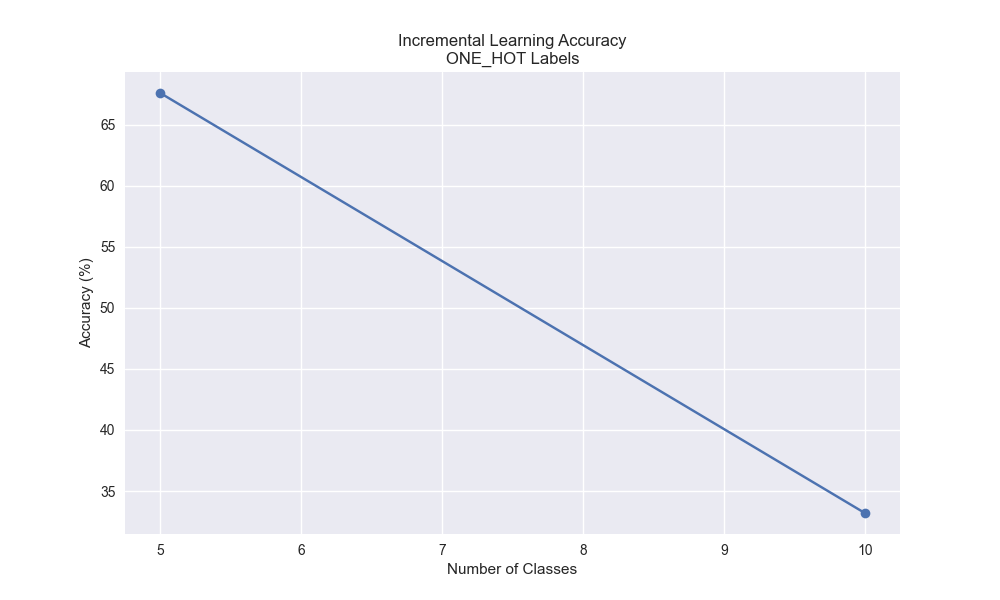 Incremental Learning Accuracy
ONE_HOT Labels
65
60
55
50
45
40
35
Accuracy (%)
5 6 7 8 9 10
Number of Classes